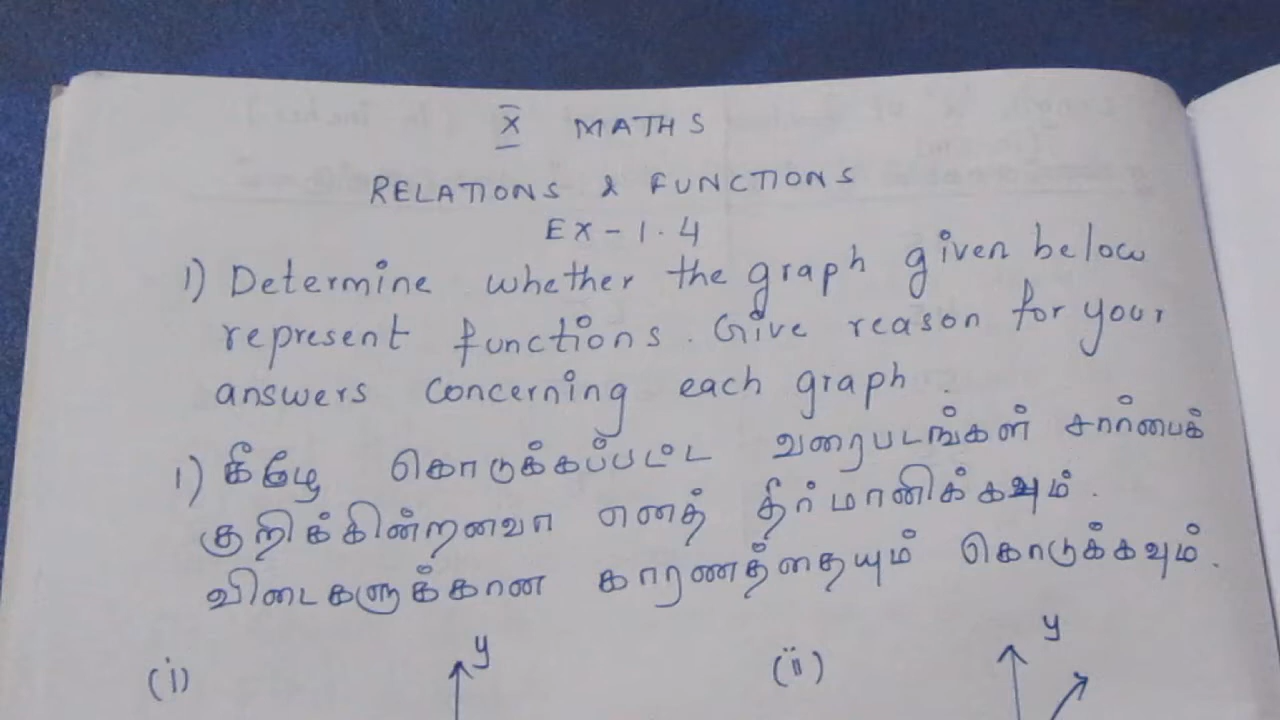 X MATHS
RELATIONS & FUNCTIONS
EX-1.4
1) Determine whether the graph given below
represent functions. Give reason for your
answers concerning each graph.
1) கீழே கொடுக்கப்பட்ட வரைபடங்கள் சார்பைக்
குறிக்கின்றனவா எனத் தீர்மானிக்கவும்.
விடைகளுக்கான காரணத்தையும் கொடுக்கவும்.
(i) y (ii) y